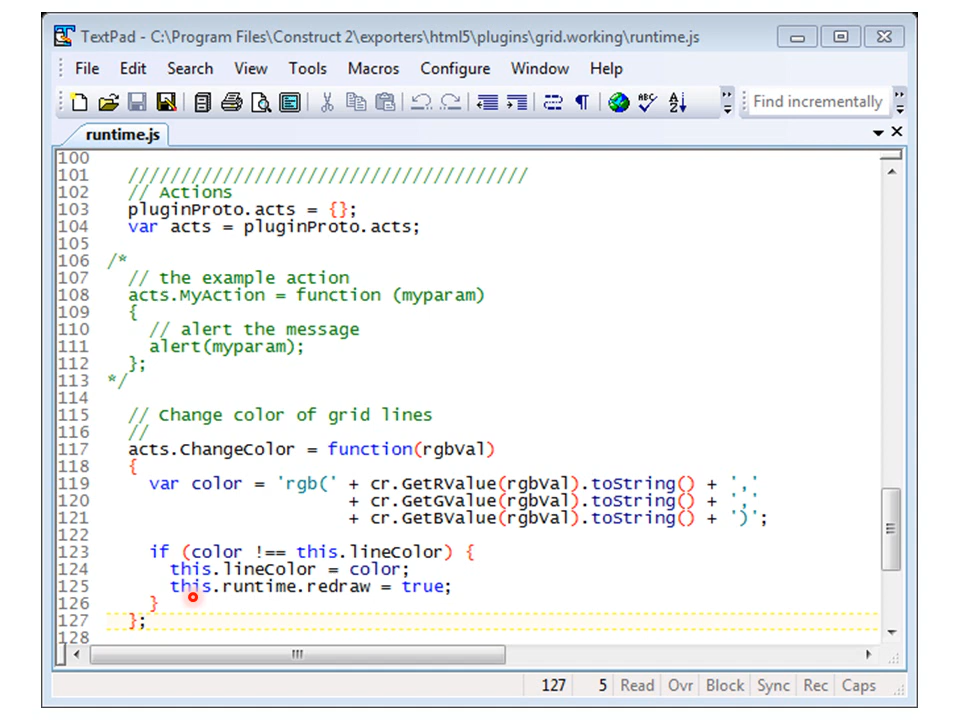 TextPad - C:\Program Files\Construct 2\exporters\html5\plugins\grid.working\runtime.js
File Edit Search View Tools Macros Configure Window Help
Find incrementally
runtime.js
100
101 //////////////////////////////////////
102 // Actions
103 pluginProto.acts = {};
104 var acts = pluginProto.acts;
105
106 /*
107 // the example action
108 acts.MyAction = function (myparam)
109 {
110 // alert the message
111 alert(myparam);
112 };
113 */
114
115 // Change color of grid lines
116 //
117 acts.ChangeColor = function(rgbVal)
118 {
119 var color = 'rgb(' + cr.GetRValue(rgbVal).toString() + ','
120 + cr.GetGValue(rgbVal).toString() + ','
121 + cr.GetBValue(rgbVal).toString() + ')';
122
123 if (color !== this.lineColor) {
124 this.lineColor = color;
125 this.runtime.redraw = true;
126 }
127 };
128
127 5 Read Ovr Block Sync Rec Caps